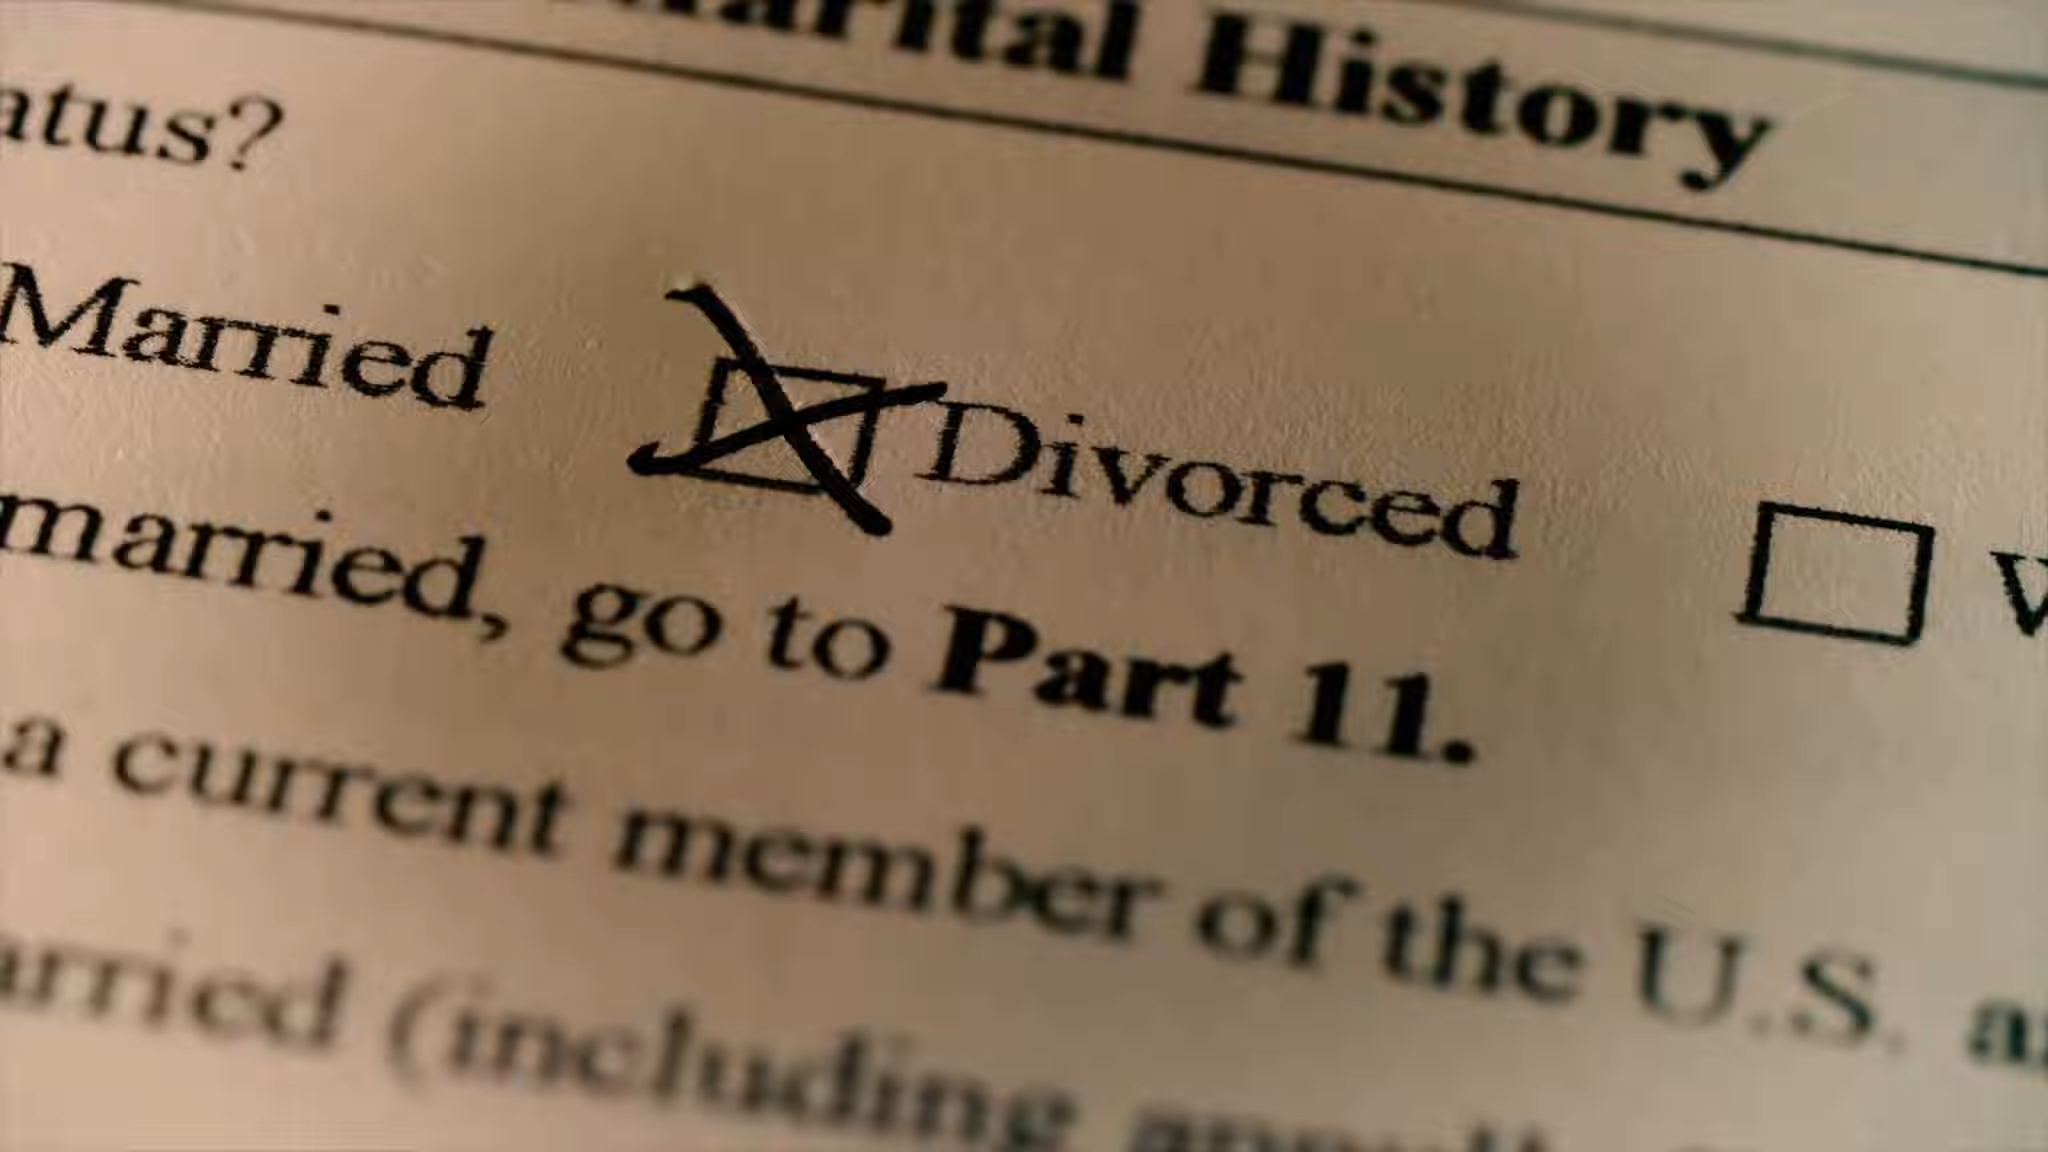 arital History
atus?
Married Divorced
married, go to Part 11.
a current member of the U.S.
arried (including